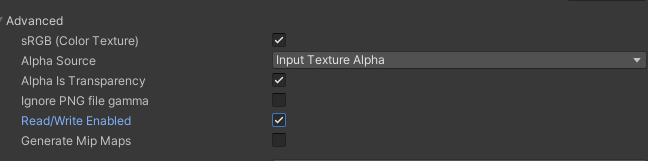 Advanced
sRGB (Color Texture)
Alpha Source Input Texture Alpha
Alpha Is Transparency
Ignore PNG file gamma
Read/Write Enabled
Generate Mip Maps